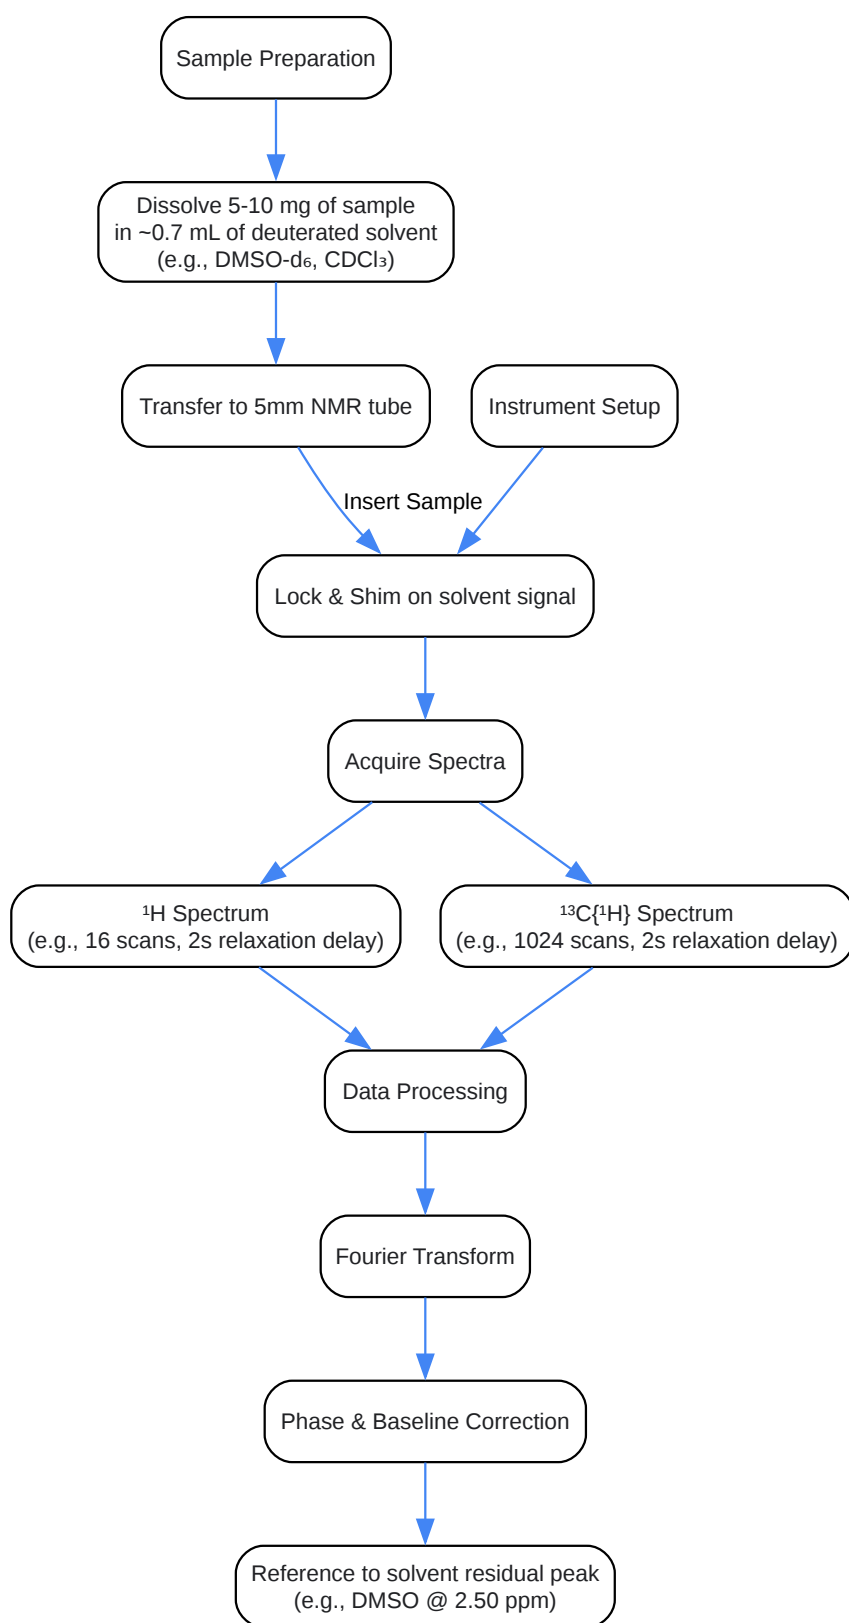 Sample Preparation
Dissolve 5-10 mg of sample
in ~0.7 mL of deuterated solvent
(e.g., DMSO-d₆, CDCl₃)
Transfer to 5mm NMR tube
Instrument Setup
Insert Sample
Lock & Shim on solvent signal
Acquire Spectra
¹H Spectrum
(e.g., 16 scans, 2s relaxation delay)
¹³C{¹H} Spectrum
(e.g., 1024 scans, 2s relaxation delay)
Data Processing
Fourier Transform
Phase & Baseline Correction
Reference to solvent residual peak
(e.g., DMSO @ 2.50 ppm)